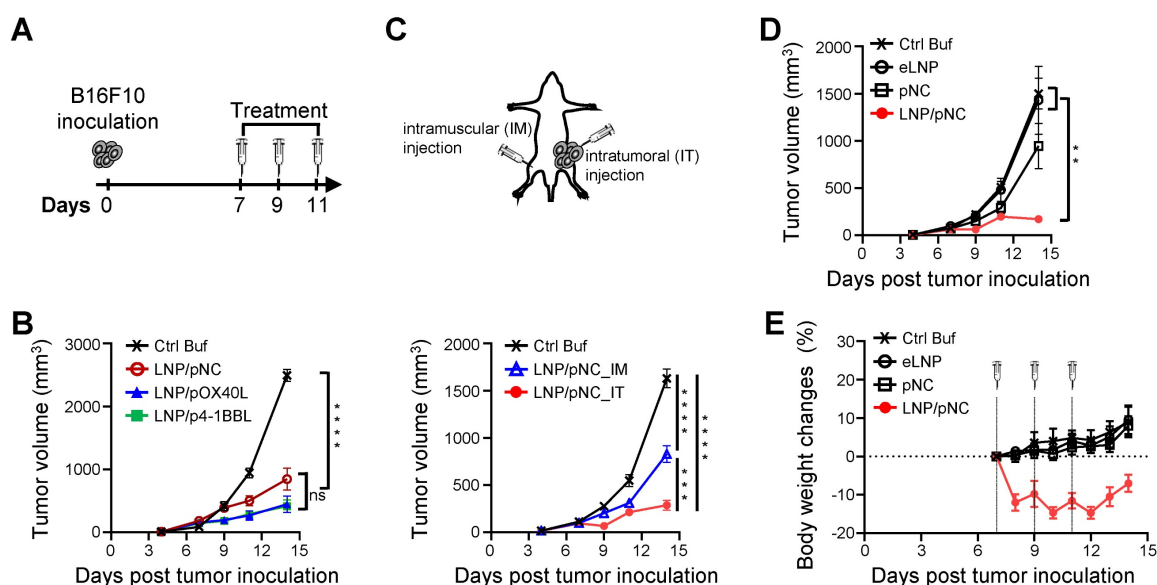 A
B16F10
inoculation
Treatment
Days 0 7 9 11
C
intramuscular (IM)
injection
intratumoral (IT)
injection
D
Tumor volume (mm³)
2000
1500
1000
500
0
Ctrl Buf
eLNP
pNC
LNP/pNC
**
0 3 6 9 12 15
Days post tumor inoculation
B
Tumor volume (mm³)
3000
2000
1000
0
Ctrl Buf
LNP/pNC
LNP/pOX40L
LNP/p4-1BBL
****
ns
0 3 6 9 12 15
Days post tumor inoculation
Tumor volume (mm³)
2000
1500
1000
500
0
Ctrl Buf
LNP/pNC_IM
LNP/pNC_IT
****
***
****
0 3 6 9 12 15
Days post tumor inoculation
E
Body weight changes (%)
30
20
10
0
-10
-20
Ctrl Buf
eLNP
pNC
LNP/pNC
0 3 6 9 12 15
Days post tumor inoculation